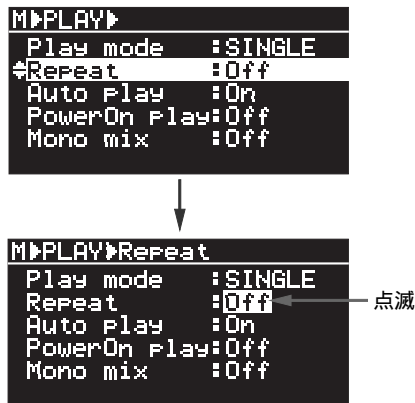 M▶PLAY▶
Play mode :SINGLE
Repeat :Off
Auto play :On
PowerOn play:Off
Mono mix :Off
M▶PLAY▶Repeat
Play mode :SINGLE
Repeat :Off
点滅
Auto play :On
PowerOn play:Off
Mono mix :Off